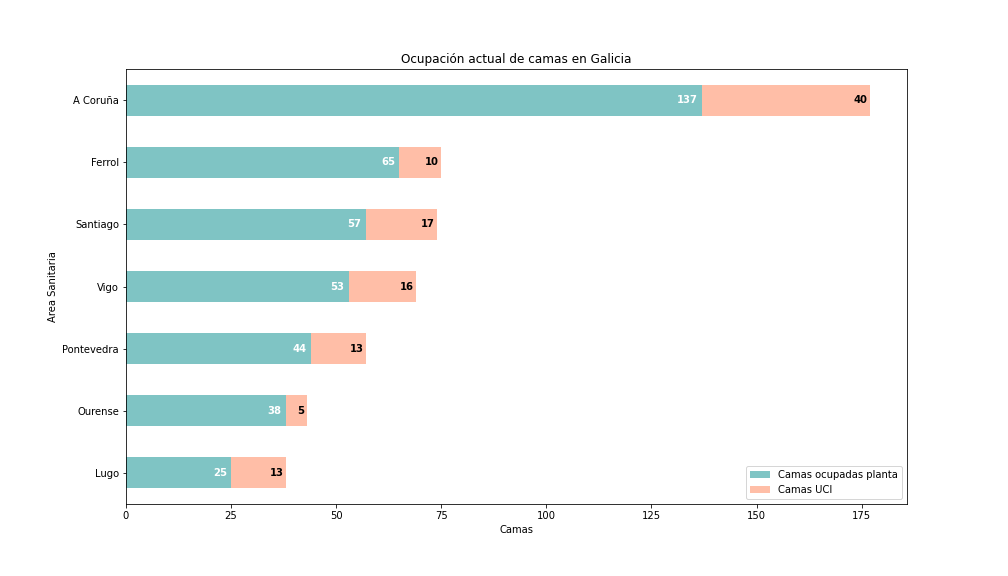 Ocupación actual de camas en Galicia
A Coruña 137 40
Ferrol 65 10
Santiago 57 17
Vigo 53 16
Pontevedra 44 13
Ourense 38 5
Lugo 25 13
Area Sanitaria
Camas ocupadas planta
Camas UCI
0 25 50 75 100 125 150 175
Camas